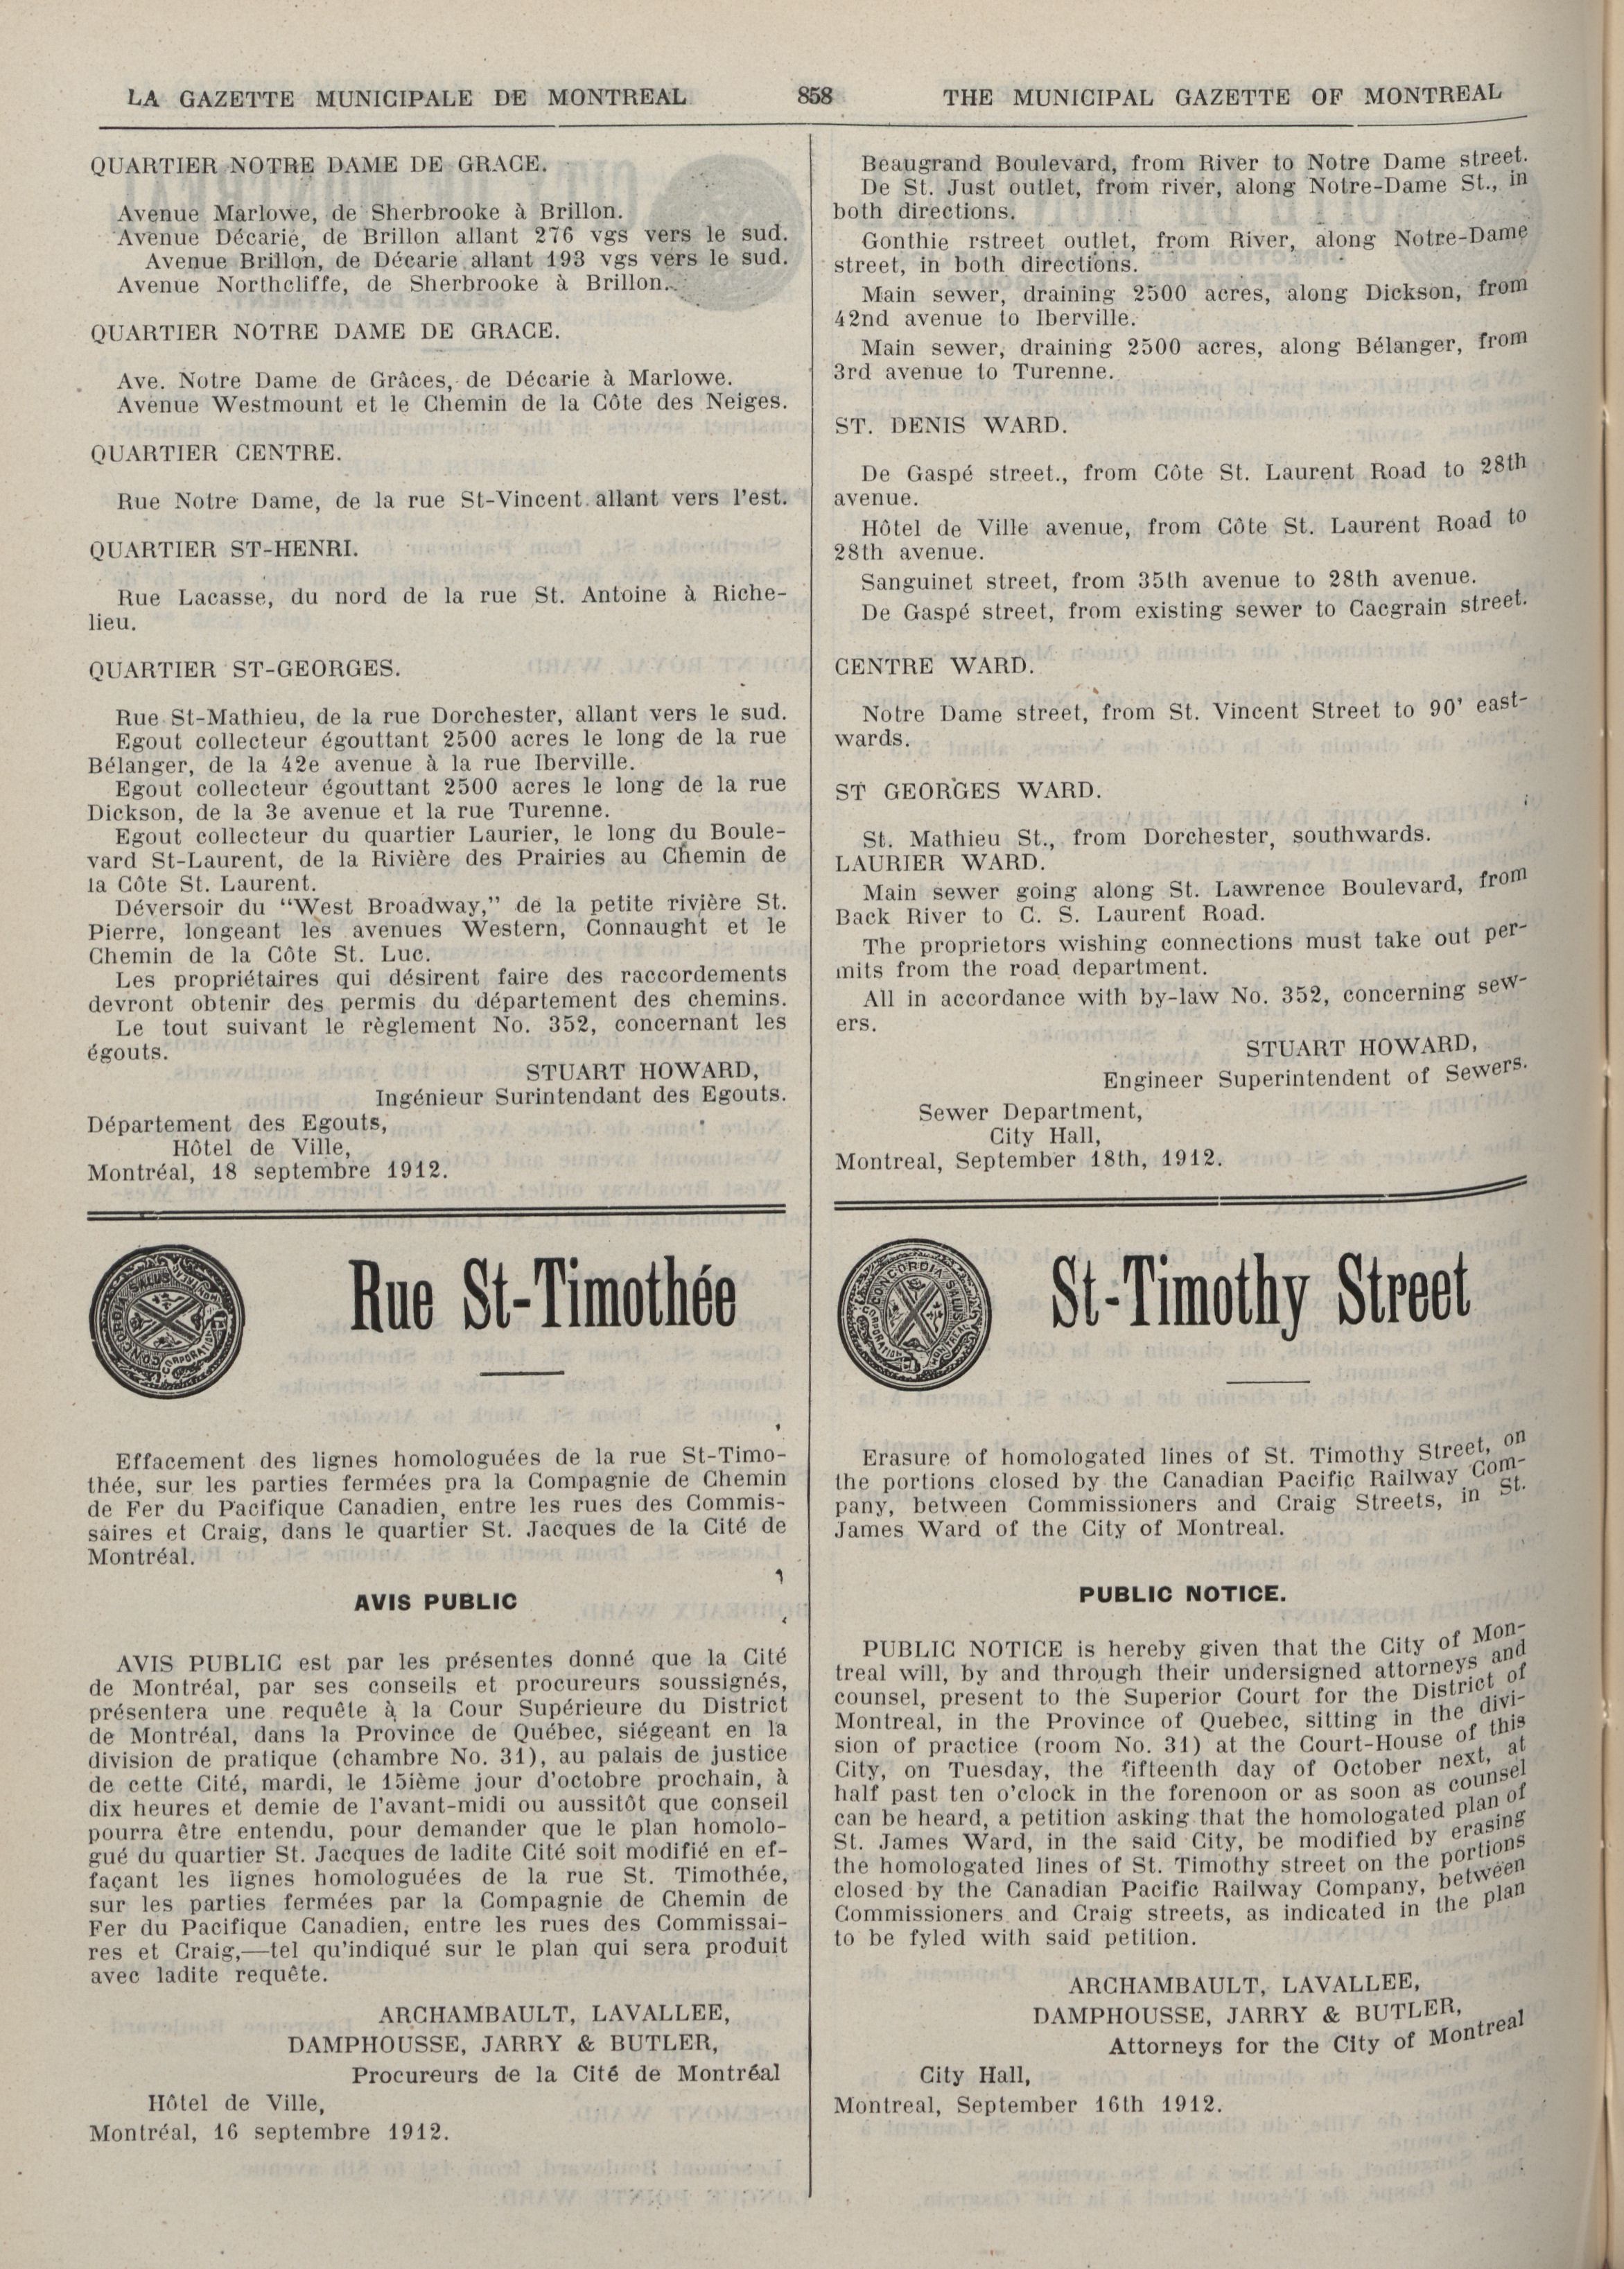 LA GAZETTE MUNICIPALE DE MONTREAL 858 THE MUNICIPAL GAZETTE OF MONTREAL
QUARTIER NOTRE DAME DE GRACE.
Avenue Marlowe, de Sherbrooke à Brillon.
Avenue Décarie, de Brillon allant 276 vgs vers le sud.
Avenue Brillon, de Décarie allant 193 vgs vers le sud.
Avenue Northcliffe, de Sherbrooke à Brillon.
QUARTIER NOTRE DAME DE GRACE.
Ave. Notre Dame de Grâces, de Décarie à Marlowe.
Avenue Westmount et le Chemin de la Côte des Neiges.
QUARTIER CENTRE.
Rue Notre Dame, de la rue St-Vincent allant vers l'est.
QUARTIER ST-HENRI.
Rue Lacasse, du nord de la rue St. Antoine à Riche-
lieu.
QUARTIER ST-GEORGES.
Rue St-Mathieu, de la rue Dorchester, allant vers le sud.
Egout collecteur égouttant 2500 acres le long de la rue
Bélanger, de la 42e avenue à la rue Iberville.
Egout collecteur égouttant 2500 acres le long de la rue
Dickson, de la 3e avenue et la rue Turenne.
Egout collecteur du quartier Laurier, le long du Boule-
vard St-Laurent, de la Rivière des Prairies au Chemin de
la Côte St. Laurent.
Déversoir du "West Broadway," de la petite rivière St.
Pierre, longeant les avenues Western, Connaught et le
Chemin de la Côte St. Luc.
Les propriétaires qui désirent faire des raccordements
devront obtenir des permis du département des chemins.
Le tout suivant le règlement No. 352, concernant les
égouts.
STUART HOWARD,
Ingénieur Surintendant des Egouts.
Département des Egouts,
Hôtel de Ville,
Montréal, 18 septembre 1912.
Rue St-Timothée
Effacement des lignes homologuées de la rue St-Timo-
thée, sur les parties fermées pra la Compagnie de Chemin
de Fer du Pacifique Canadien, entre les rues des Commis-
saires et Craig, dans le quartier St. Jacques de la Cité de
Montréal.
AVIS PUBLIC
AVIS PUBLIC est par les présentes donné que la Cité
de Montréal, par ses conseils et procureurs soussignés,
présentera une requête à la Cour Supérieure du District
de Montréal, dans la Province de Québec, siégeant en la
division de pratique (chambre No. 31), au palais de justice
de cette Cité, mardi, le 15ième jour d'octobre prochain, à
dix heures et demie de l'avant-midi ou aussitôt que conseil
pourra être entendu, pour demander que le plan homolo-
gué du quartier St. Jacques de ladite Cité soit modifié en ef-
façant les lignes homologuées de la rue St. Timothée,
sur les parties fermées par la Compagnie de Chemin de
Fer du Pacifique Canadien, entre les rues des Commissai-
res et Craig,—tel qu'indiqué sur le plan qui sera produit
avec ladite requête.
ARCHAMBAULT, LAVALLEE,
DAMPHOUSSE, JARRY & BUTLER,
Procureurs de la Cité de Montréal
Hôtel de Ville,
Montréal, 16 septembre 1912.
Beaugrand Boulevard, from River to Notre Dame street.
De St. Just outlet, from river, along Notre-Dame St., in
both directions.
Gonthie rstreet outlet, from River, along Notre-Dame
street, in both directions.
Main sewer, draining 2500 acres, along Dickson, from
42nd avenue to Iberville.
Main sewer, draining 2500 acres, along Bélanger, from
3rd avenue to Turenne.
ST. DENIS WARD.
De Gaspé street., from Côte St. Laurent Road to 28th
avenue.
Hôtel de Ville avenue, from Côte St. Laurent Road to
28th avenue.
Sanguinet street, from 35th avenue to 28th avenue.
De Gaspé street, from existing sewer to Cacgrain street.
CENTRE WARD.
Notre Dame street, from St. Vincent Street to 90' east-
wards.
ST GEORGES WARD.
St. Mathieu St., from Dorchester, southwards.
LAURIER WARD.
Main sewer going along St. Lawrence Boulevard, from
Back River to C. S. Laurent Road.
The proprietors wishing connections must take out per-
mits from the road department.
All in accordance with by-law No. 352, concerning sew-
ers.
STUART HOWARD,
Engineer Superintendent of Sewers.
Sewer Department,
City Hall,
Montreal, September 18th, 1912.
St-Timothy Street
Erasure of homologated lines of St. Timothy Street, on
the portions closed by the Canadian Pacific Railway Com-
pany, between Commissioners and Craig Streets, in St.
James Ward of the City of Montreal.
PUBLIC NOTICE.
PUBLIC NOTICE is hereby given that the City of Mon-
treal will, by and through their undersigned attorneys and
counsel, present to the Superior Court for the District of
Montreal, in the Province of Quebec, sitting in the divi-
sion of practice (room No. 31) at the Court-House of this
City, on Tuesday, the fifteenth day of October next, at
half past ten o'clock in the forenoon or as soon as counsel
can be heard, a petition asking that the homologated plan of
St. James Ward, in the said City, be modified by erasing
the homologated lines of St. Timothy street on the portions
closed by the Canadian Pacific Railway Company, between
Commissioners and Craig streets, as indicated in the plan
to be fyled with said petition.
ARCHAMBAULT, LAVALLEE,
DAMPHOUSSE, JARRY & BUTLER,
Attorneys for the City of Montreal
City Hall,
Montreal, September 16th 1912.